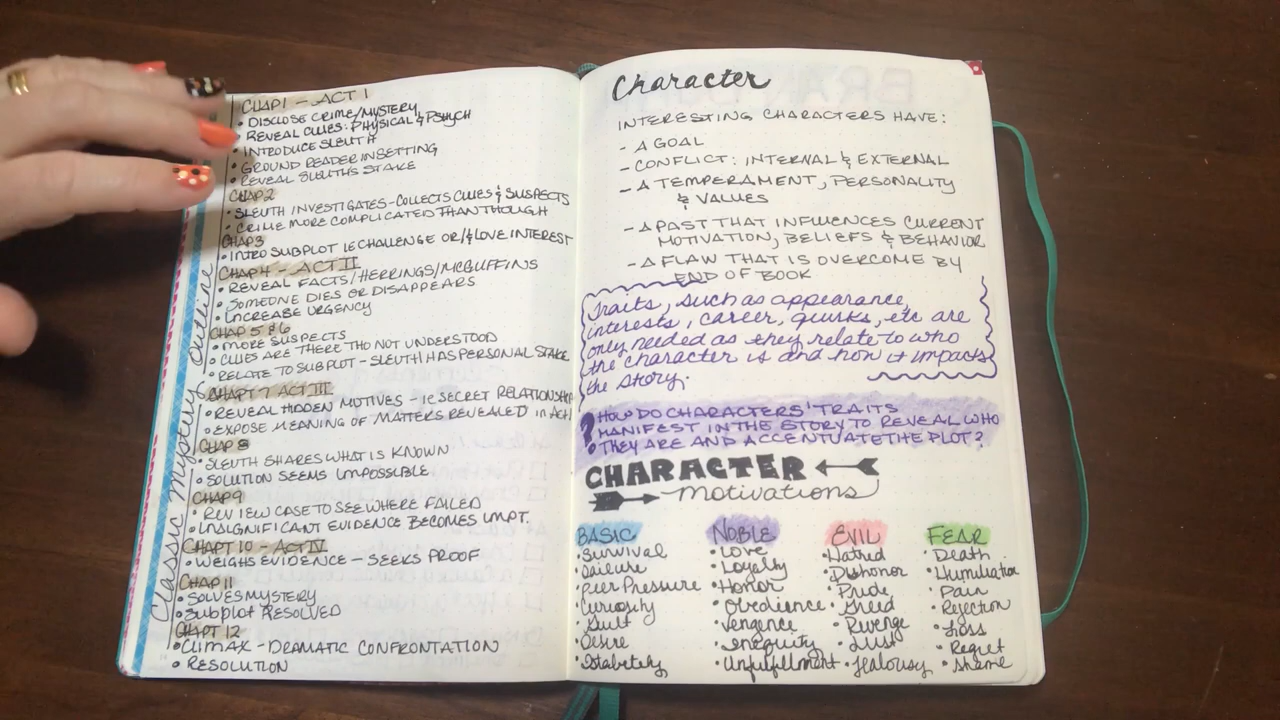 Classic Mystery Outline
CHAP 1 - ACT I
• DISCLOSE CRIME/MYSTERY
• REVEAL CLUES: PHYSICAL & PSHYCH
• INTRODUCE SLEUTH
• GROUND READER IN SETTING
• REVEAL SLEUTHS STAKE
CHAP 2
• SLEUTH INVESTIGATES - COLLECTS CLUES & SUSPECTS
• CRIME MORE COMPLICATED THAN THOUGH
CHAP 3
• INTRO SUBPLOT IE CHALLENGE OR/& LOVE INTEREST
CHAP 4 - ACT II
• REVEAL FACTS/HERRINGS/MCGUFFINS
• SOMEONE DIES OR DISAPPEARS
• INCREASE URGENCY
CHAP 5 & 6
• MORE SUSPECTS
• CLUES ARE THERE THO NOT UNDERSTOOD
• RELATE TO SUBPLOT - SLEUTH HAS PERSONAL STAKE
CHAPT 7 ACT III
• REVEAL HIDDEN MOTIVES - IE SECRET RELATIONSHIP
• EXPOSE MEANING OF MATTERS REVEALED in ACT I
CHAP 8
• SLEUTH SHARES WHAT IS KNOWN
• SOLUTION SEEMS IMPOSSIBLE
CHAP 9
• REVIEW CASE TO SEE WHERE FAILED
• INSIGNIFICANT EVIDENCE BECOMES IMPT.
CHAPT 10 - ACT IV
• WEIGHS EVIDENCE - SEEKS PROOF
CHAP 11
• SOLVES MYSTERY
• Subplot RESOLVED
CHAPT 12
• CLIMAX - DRAMATIC CONFRONTATION
• RESOLUTION
Character
INTERESTING CHARACTERS HAVE:
- A GOAL
- CONFLICT: INTERNAL & EXTERNAL
- A TEMPERAMENT, PERSONALITY
& VALUES
- A PAST THAT INFLUENCES CURRENT
MOTIVATION, BELIEFS & BEHAVIOR
- A FLAW THAT IS OVERCOME BY
END OF BOOK
Traits, such as appearance,
interests, career, quirks, etc are
only needed as they relate to who
the character is and how it impacts
the story.
? HOW DO CHARACTERS' TRAITS
MANIFEST IN THE STORY TO REVEAL WHO
THEY ARE AND ACCENTUATE THE PLOT?
CHARACTER
motivations
BASIC
• Survival
• Failure
• Peer Pressure
• Curiosity
• Guilt
• Desire
• Stabetely
NOBLE
• Love
• Loyalty
• Honor
• Obedience
• Vengence
• Inequity
• Unfulfillment
EVIL
• Hatred
• Dishonor
• Pride
• Greed
• Revenge
• Lust
• Jealousy
FEAR
• Death
• Humiliation
• Pain
• Rejection
• Loss
• Regret
• Shame